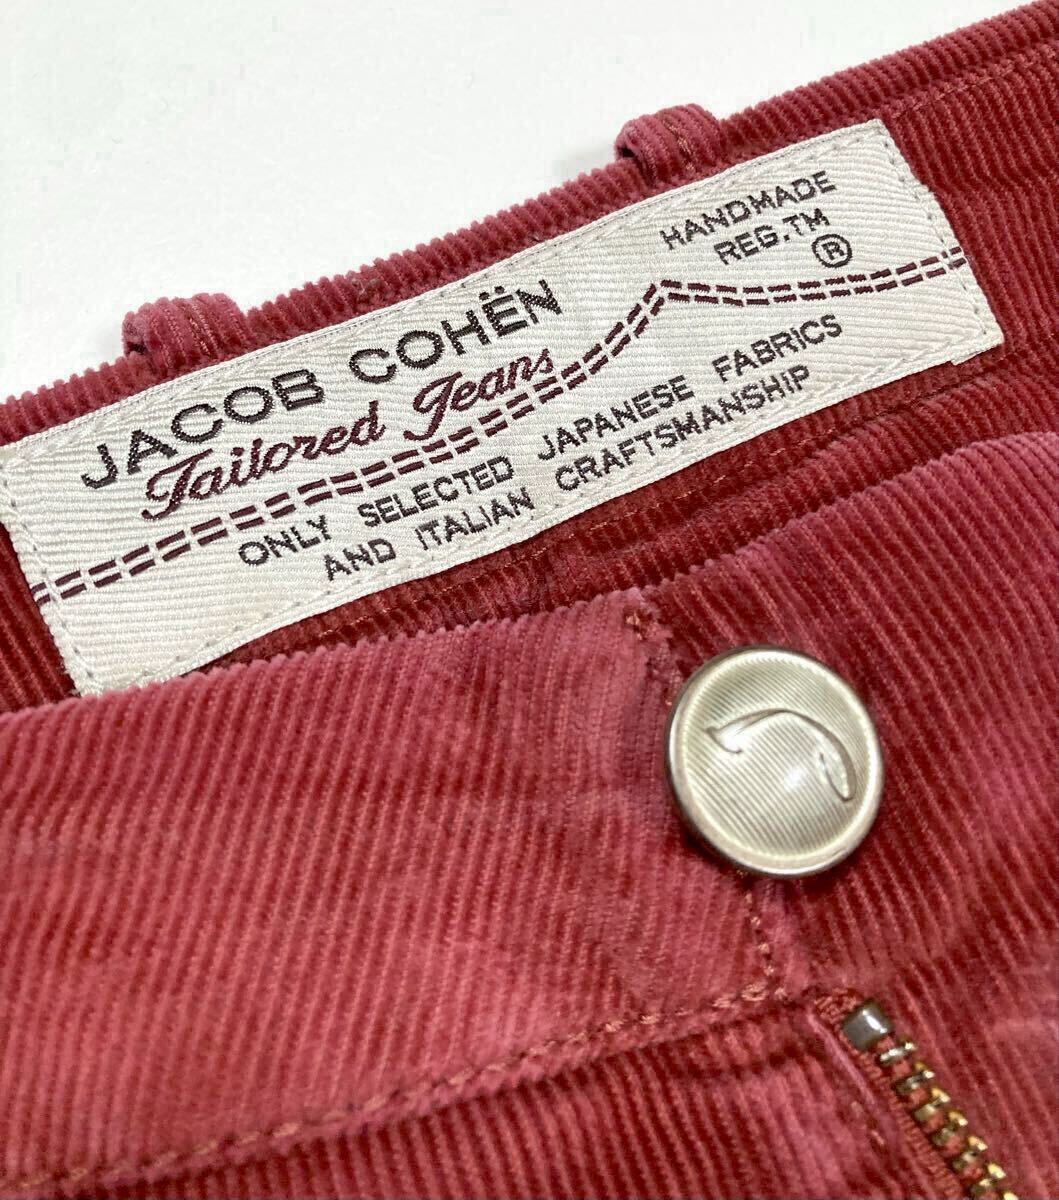 HANDMADE
REG.TM
®
JACOB COHËN
Tailored Jeans
ONLY SELECTED JAPANESE FABRICS
AND ITALIAN CRAFTSMANSHIP